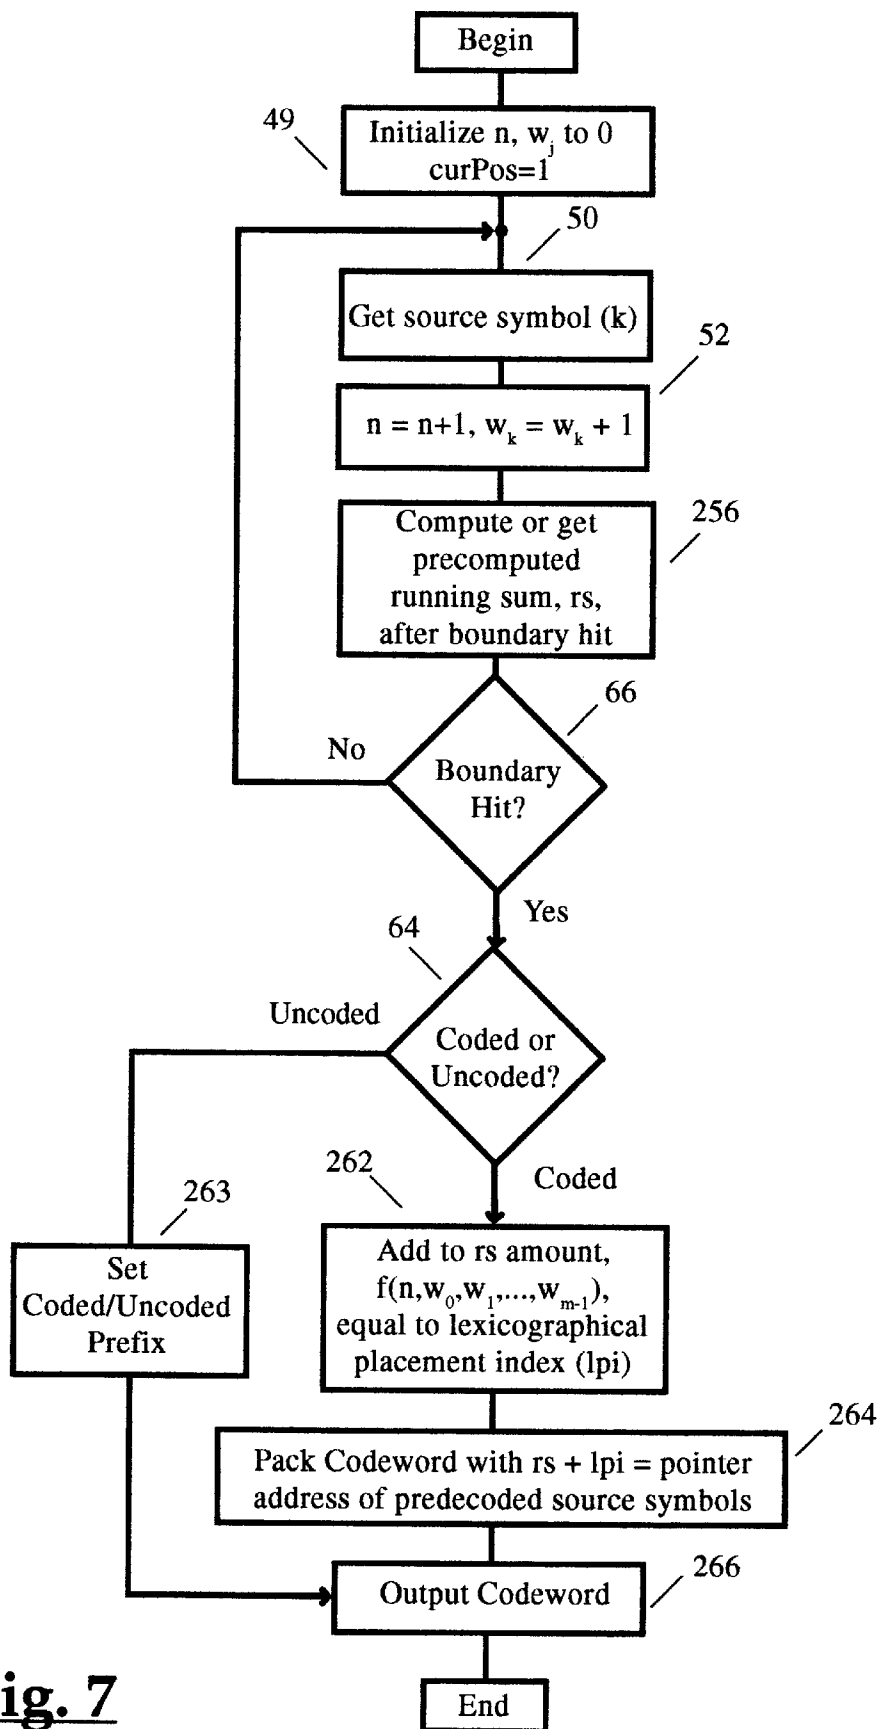 Begin
49
Initialize n, w_j to 0
curPos=1
50
Get source symbol (k)
52
n = n+1, w_k = w_k + 1
256
Compute or get
precomputed
running sum, rs,
after boundary hit
66
No
Boundary
Hit?
Yes
64
Uncoded
Coded or
Uncoded?
262
Coded
263
Set
Coded/Uncoded
Prefix
Add to rs amount,
f(n,w_0,w_1,...,w_m-1),
equal to lexicographical
placement index (lpi)
264
Pack Codeword with rs + lpi = pointer
address of predecoded source symbols
266
Output Codeword
ig. 7
End